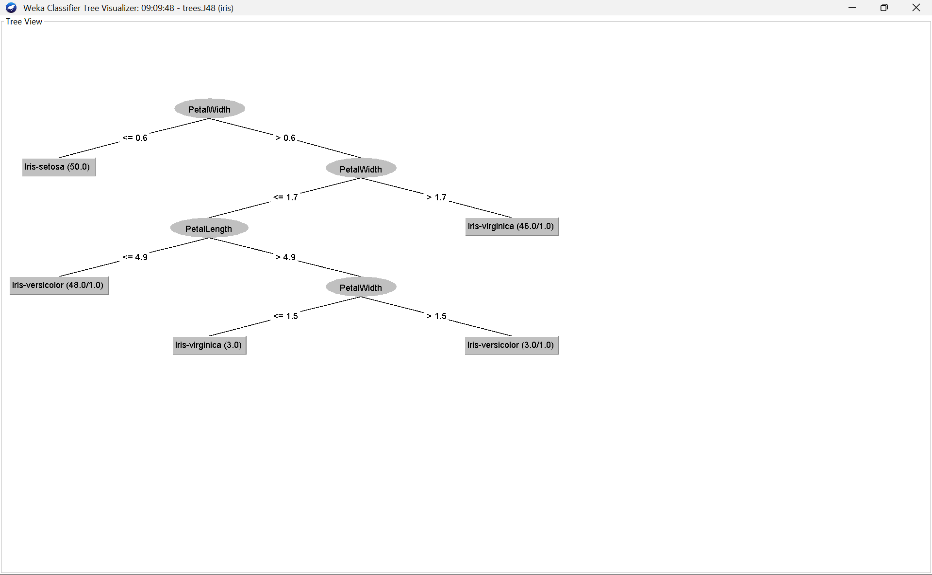 Weka Classifier Tree Visualizer: 09:09:48 - trees.J48 (iris)
Tree View
PetalWidth
<= 0.6
> 0.6
Iris-setosa (50.0)
PetalWidth
<= 1.7
> 1.7
PetalLength
Iris-virginica (46.0/1.0)
<= 4.9
> 4.9
Iris-versicolor (48.0/1.0)
PetalWidth
<= 1.5
> 1.5
Iris-virginica (3.0)
Iris-versicolor (3.0/1.0)